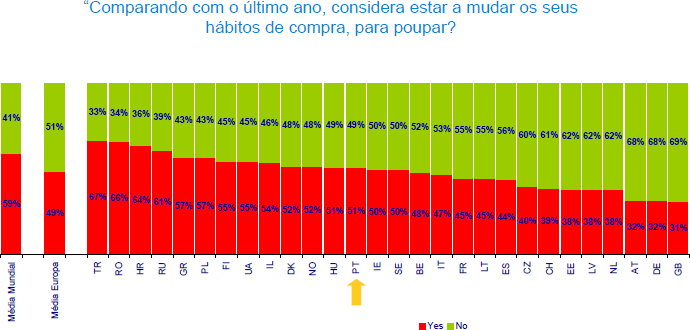 “Comparando com o último ano, considera estar a mudar os seus
hábitos de compra, para poupar?
41% 51% 33% 34% 36% 39% 43% 43% 45% 45% 46% 48% 48% 49% 49% 50% 50% 52% 53% 55% 55% 56% 60% 61% 62% 62% 62% 68% 68% 69%
59% 49% 67% 66% 64% 61% 57% 57% 55% 55% 54% 52% 52% 51% 51% 50% 50% 48% 47% 45% 45% 44% 40% 39% 38% 38% 38% 32% 32% 31%
Média Mundial
Média Europa
TR
RO
HR
RU
GR
PL
FI
UA
IL
DK
NO
HU
PT
IE
SE
BE
IT
FR
LT
ES
CZ
CH
EE
LV
NL
AT
DE
GB
Yes No